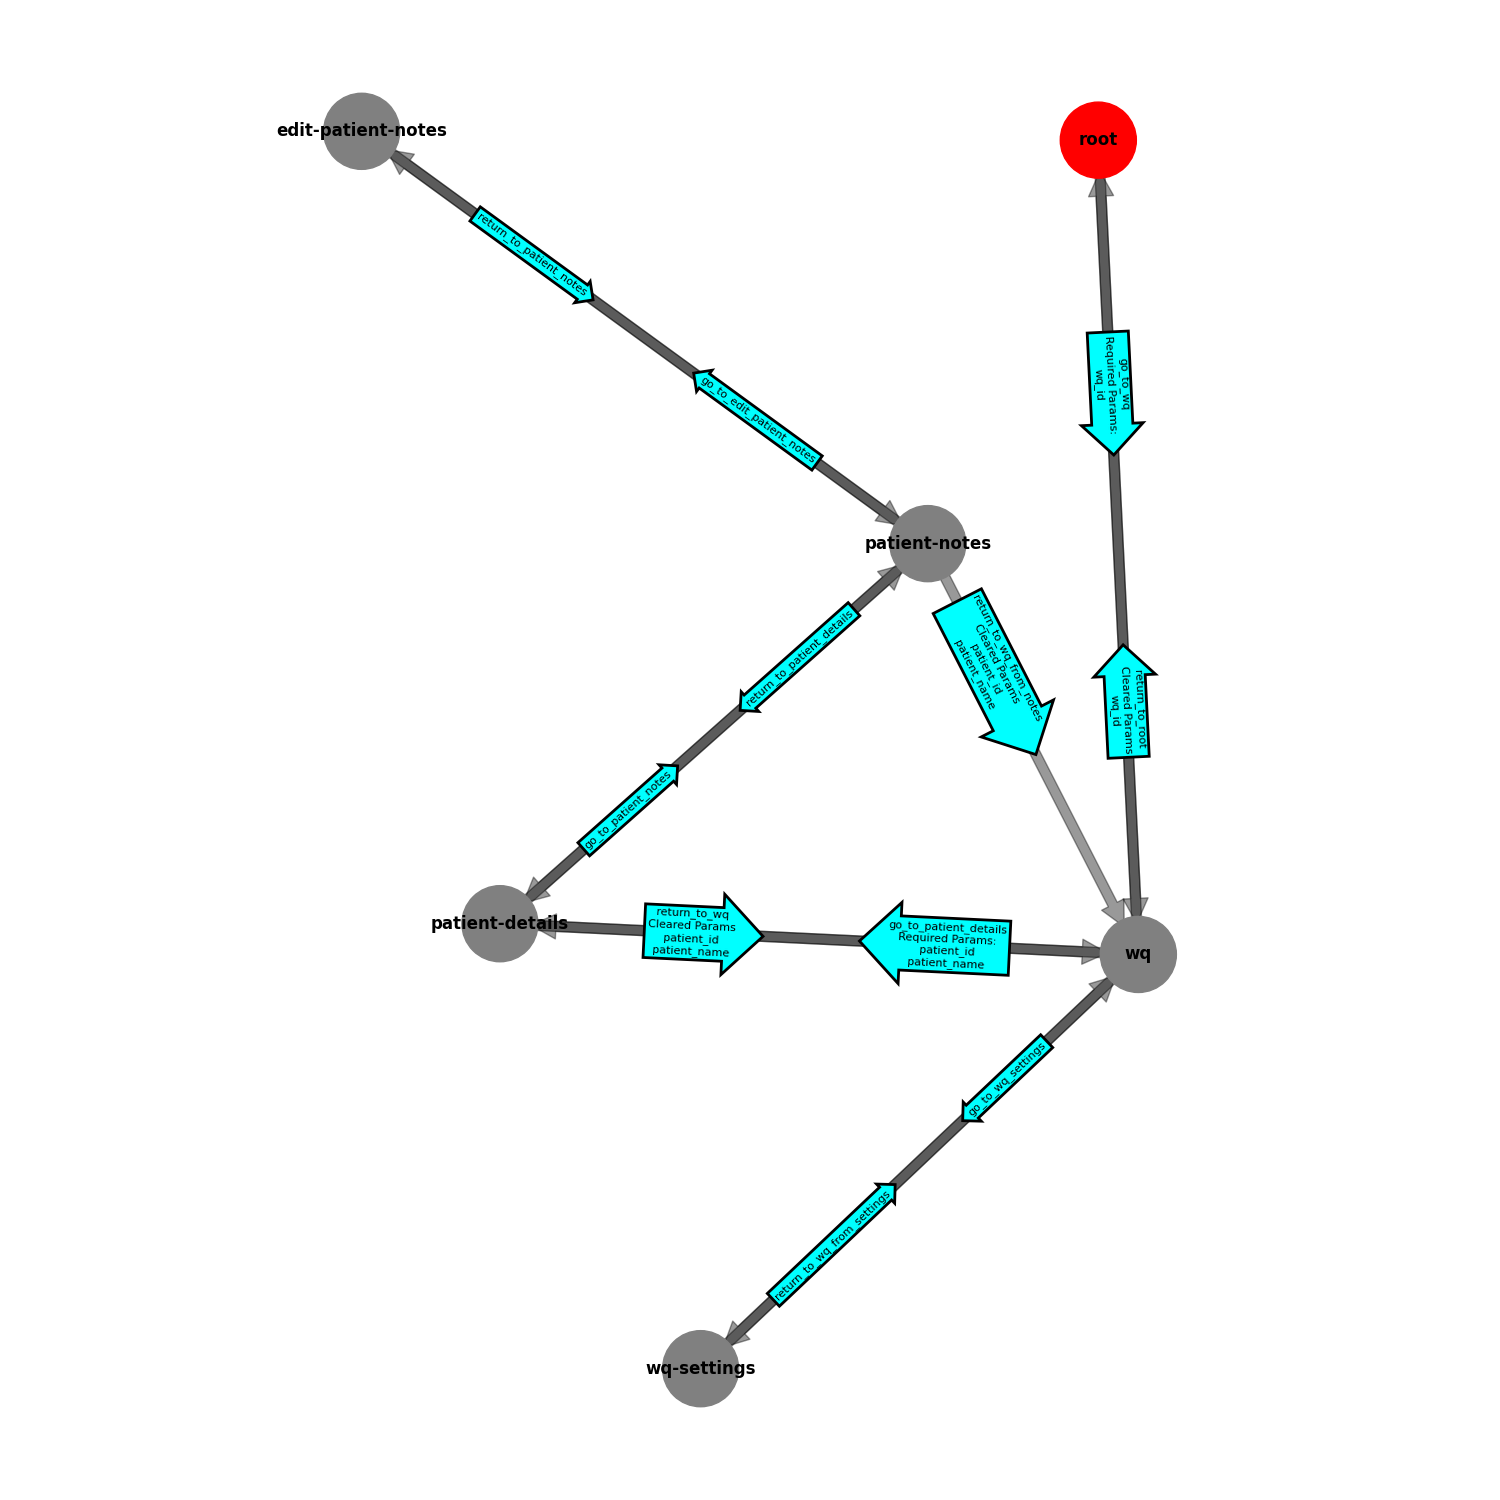 edit-patient-notes
root
return_to_patient_notes
go_to_wq
Required Params:
wq_id
go_to_edit_patient_notes
patient-notes
return_to_patient_details
return_to_wq_from_notes
Cleared Params
patient_id
patient_name
return_to_root
Cleared Params
wq_id
go_to_patient_notes
patient-details
return_to_wq
Cleared Params
patient_id
patient_name
go_to_patient_details
Required Params:
patient_id
patient_name
wq
go_to_wq_settings
return_to_wq_from_settings
wq-settings